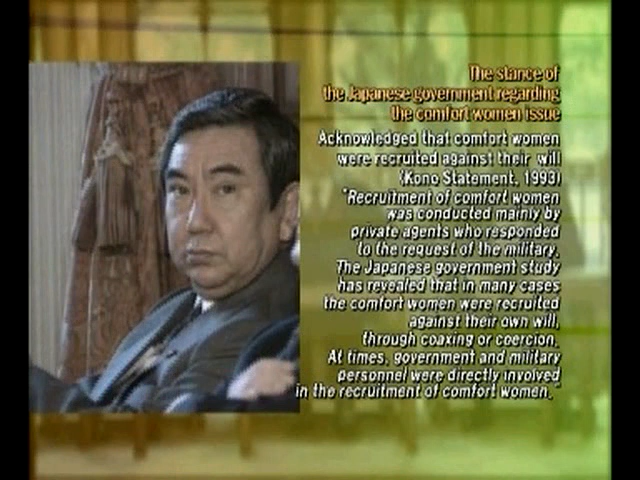 The stance of
the Japanese government regarding
the comfort women issue
Acknowledged that comfort women
were recruited against their will
(Kono Statement, 1993)
"Recruitment of comfort women
was conducted mainly by
private agents who responded
to the request of the military.
The Japanese government study
has revealed that in many cases
the comfort women were recruited
against their own will,
through coaxing or coercion.
At times, government and military
personnel were directly involved
in the recruitment of comfort women."